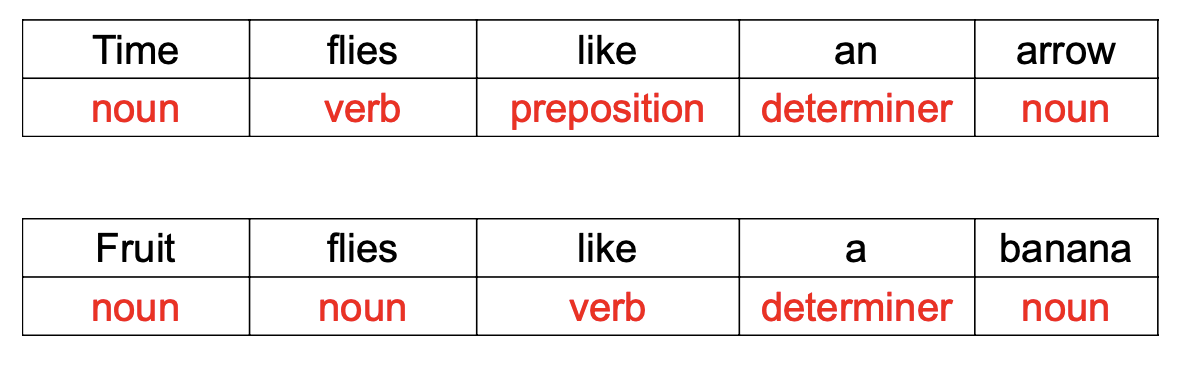 Time flies like an arrow
noun verb preposition determiner noun
Fruit flies like a banana
noun noun verb determiner noun